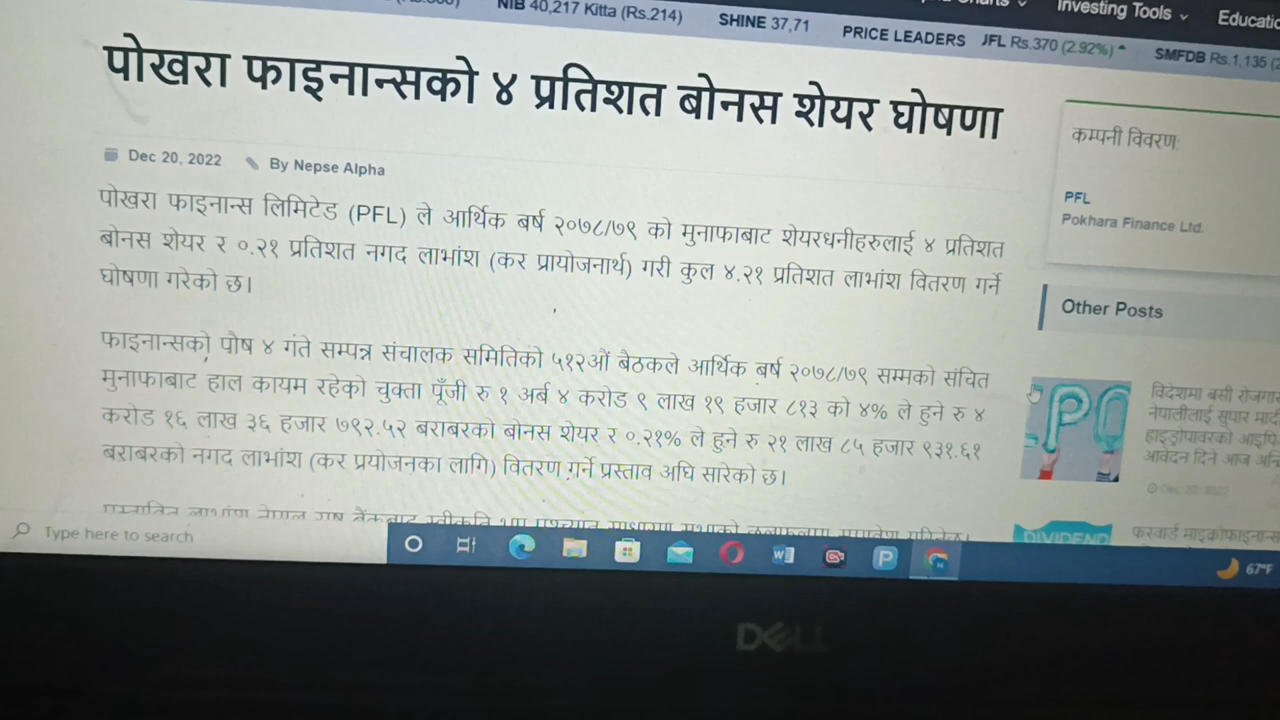 NIB 40,217 Kitta (Rs.214) SHINE 37,71 PRICE LEADERS JFL Rs.370 (2.92%) SMFDB Rs.1,135
Investing Tools
पोखरा फाइनान्सको ४ प्रतिशत बोनस शेयर घोषणा
Dec 20, 2022 By Nepse Alpha
पोखरा फाइनान्स लिमिटेड (PFL) ले आर्थिक बर्ष २०७८/७९ को मुनाफाबाट शेयरधनीहरुलाई ४ प्रतिशत
बोनस शेयर र ०.२१ प्रतिशत नगद लाभांश (कर प्रायोजनार्थ) गरी कुल ४.२१ प्रतिशत लाभांश वितरण गर्ने
घोषणा गरेको छ।
फाइनान्सको पौष ४ गते सम्पन्न संचालक समितिको ५१२औं बैठकले आर्थिक बर्ष २०७८/७९ सम्मको संचित
मुनाफाबाट हाल कायम रहेको चुक्ता पूँजी रु १ अर्ब ४ करोड ९ लाख १९ हजार ८१३ को ४% ले हुने रु ४
करोड १६ लाख ३६ हजार ७९२.५२ बराबरको बोनस शेयर र ०.२१% ले हुने रु २१ लाख ८५ हजार ९३१.६१
बराबरको नगद लाभांश (कर प्रयोजनका लागि) वितरण गर्ने प्रस्ताव अघि सारेको छ।
कम्पनी विवरण:
PFL
Pokhara Finance Ltd.
Other Posts
विदेशमा बसी रोजगार
नेपालीलाई सुपार मादी
हाइड्रोपावरको आइपि
आवेदन दिने आज अन्ति
Dec 20, 2022
DIVIDEND
फरवार्ड माइक्रोफाइनान्स
Type here to search
67°F
DELL